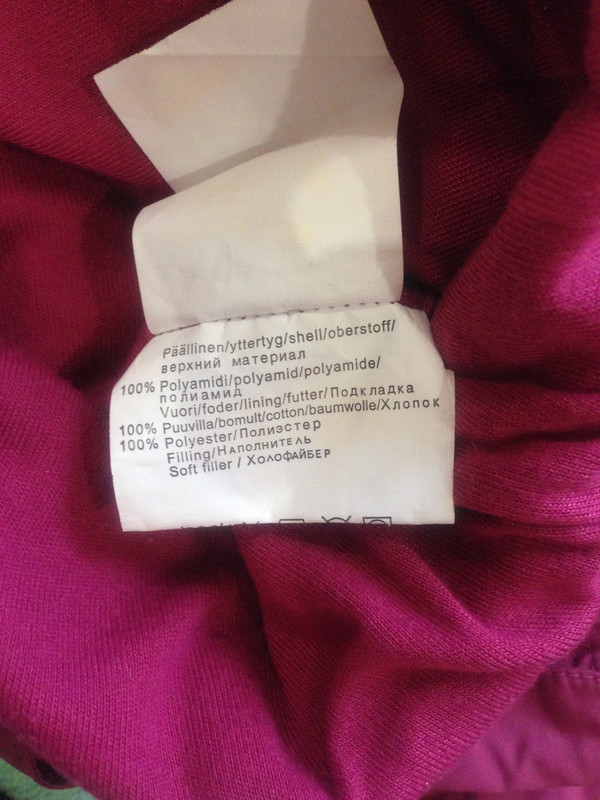 Päällinen/yttertyg/shell/oberstoff/
верхний материал
100% Polyamidi/polyamid/polyamide/
полиамид
Vuori/foder/lining/futter/Подкладка
100% Puuvilla/bomult/cotton/baumwolle/Хлопок
100% Polyester/Полиэстер
Filling/Наполнитель
Soft filler / Холофайбер